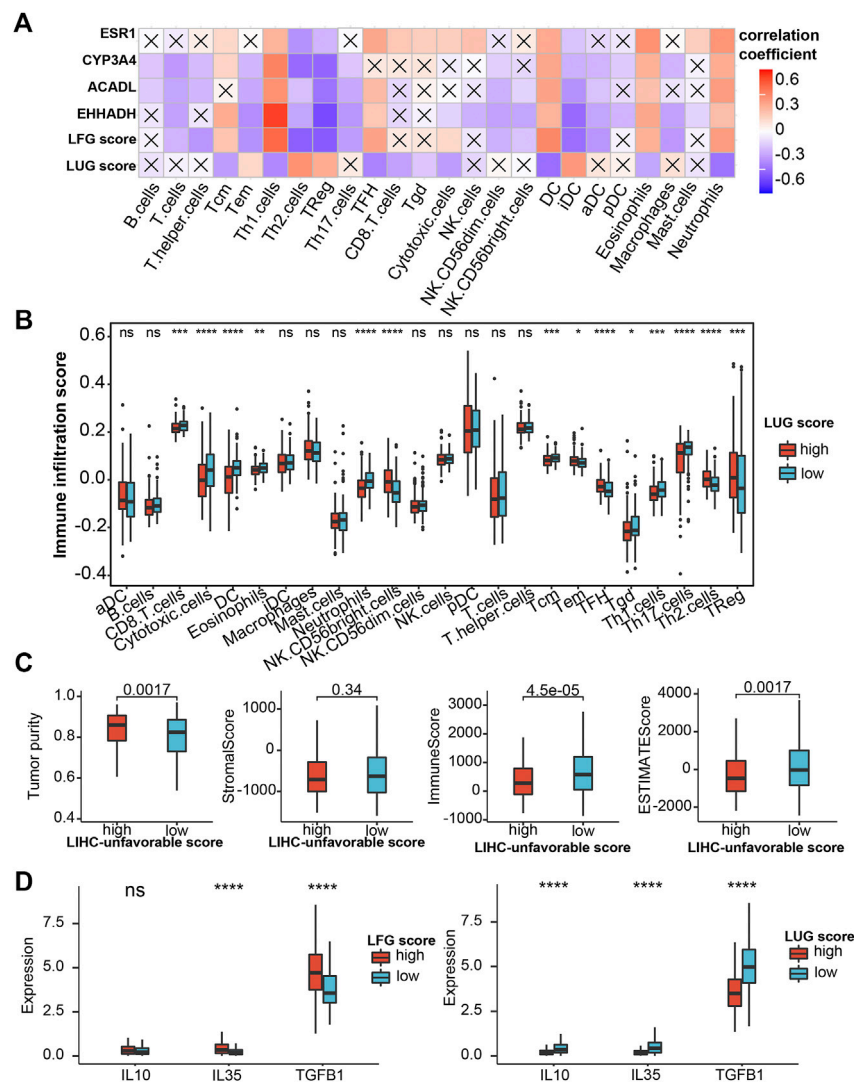 A
ESR1
CYP3A4
ACADL
EHHADH
LFG score
LUG score
correlation
coefficient
0.6
0.3
0
-0.3
-0.6
B.cells
T.cells
T.helper.cells
Tcm
Tem
Th1.cells
Th2.cells
TReg
Th17.cells
TFH
CD8.T.cells
Tgd
Cytotoxic.cells
NK.cells
NK.CD56dim.cells
NK.CD56bright.cells
DC
iDC
aDC
pDC
Eosinophils
Macrophages
Mast.cells
Neutrophils
B
Immune infiltration score
0.6
0.4
0.2
0.0
-0.2
-0.4
ns ns *** **** **** ** ns ns ns **** **** ns ns ns ns ns *** * **** * *** **** **** ***
LUG score
high
low
aDC
B.cells
CD8.T.cells
Cytotoxic.cells
DC
Eosinophils
iDC
Macrophages
Mast.cells
Neutrophils
NK.CD56bright.cells
NK.CD56dim.cells
NK.cells
pDC
T.cells
T.helper.cells
Tcm
Tem
TFH
Tgd
Th1.cells
Th17.cells
Th2.cells
TReg
C
Tumor purity
1.0
0.8
0.6
0.4
0.0017
high low
LIHC-unfavorable score
StromalScore
1000
0
-1000
0.34
high low
LIHC-unfavorable score
ImmuneScore
3000
2000
1000
0
-1000
4.5e-05
high low
LIHC-unfavorable score
ESTIMATEScore
4000
2000
0
-2000
0.0017
high low
LIHC-unfavorable score
D
Expression
7.5
5.0
2.5
0.0
ns **** ****
LFG score
high
low
IL10 IL35 TGFB1
Expression
7.5
5.0
2.5
0.0
**** **** ****
LUG score
high
low
IL10 IL35 TGFB1